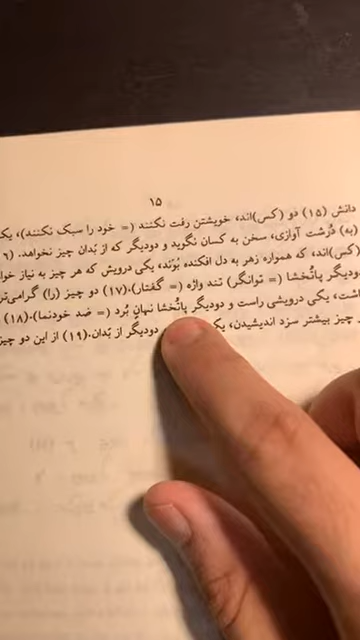 ۱۵
دانش (۱۵) دو (کس)اند، خویشتن رفت نکنند (= خود را سبک نکنند)، یک
(به) دُرشت آوازی، سخن به کسان نگوید و دودیگر که از بَدان چیز نخواهد. (۶
(کس)اند، که همواره زهر به دل افکنده بُوَند، یکی درویش که هر چیز به نیاز خوا
دودیگر پاتُخشا (= توانگر) تند واژه (= گفتار).(۱۷) دو چیز (را) گرامی‌تر
اشت، یکی درویشی راست و دودیگر پاتُخشا نهانِ بُرد (= ضد خودنما).(۱۸)
چیز بیشتر سزد اندیشیدن، یکی دودیگر از بَدان.(۱۹) از این دو چیز